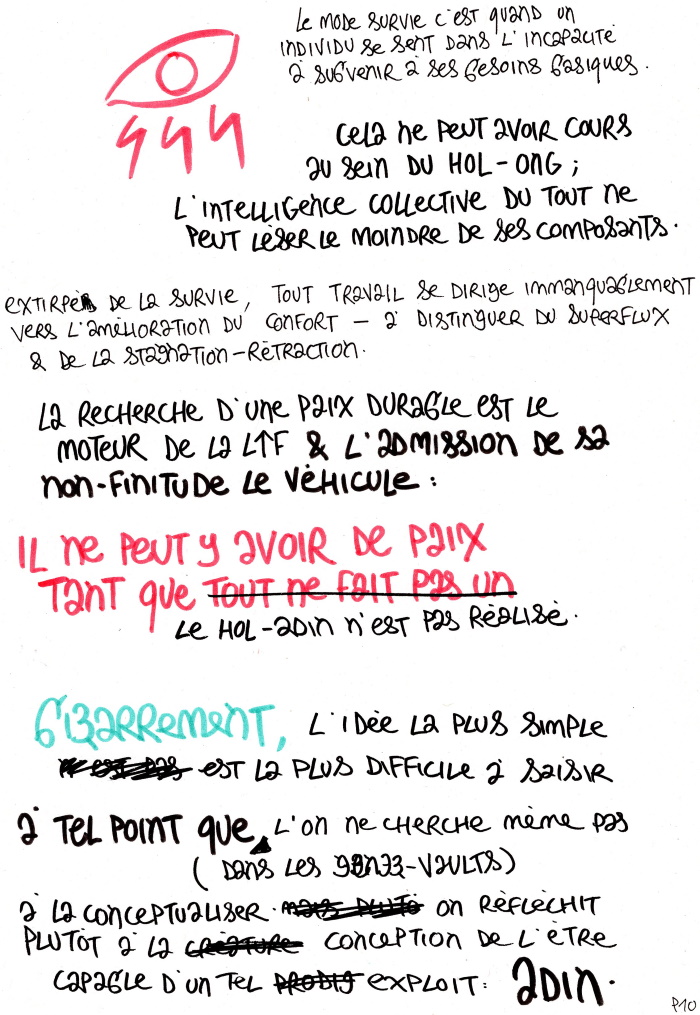 Le mode survie c'est quand un
individu se sent dans l'incapacité
à subvenir à ses besoins basiques.
Cela ne peut avoir cours
au sein du HOL-ONG ;
L'intelligence collective du tout ne
peut léser le moindre de ses composants.
Extirpés de la survie, tout travail se dirige immanquablement
vers l'amélioration du confort – à distinguer du superflux
& de la stagnation-rétraction.
La recherche d'une paix durable est le
moteur de la L↑F & l'admission de sa
non-finitude le véhicule :
Il ne peut y avoir de paix
tant que tout ne fait pas un
le HOL-adin n'est pas réalisé.
Bizarrement, l'idée la plus simple
n'est pas est la plus difficile à saisir
à tel point que l'on ne cherche même pas
(dans les -vaults)
à la conceptualiser. mais plutô on réfléchit
plutôt à la créature conception de l'être
capable d'un tel prodig exploit : adin.
P10